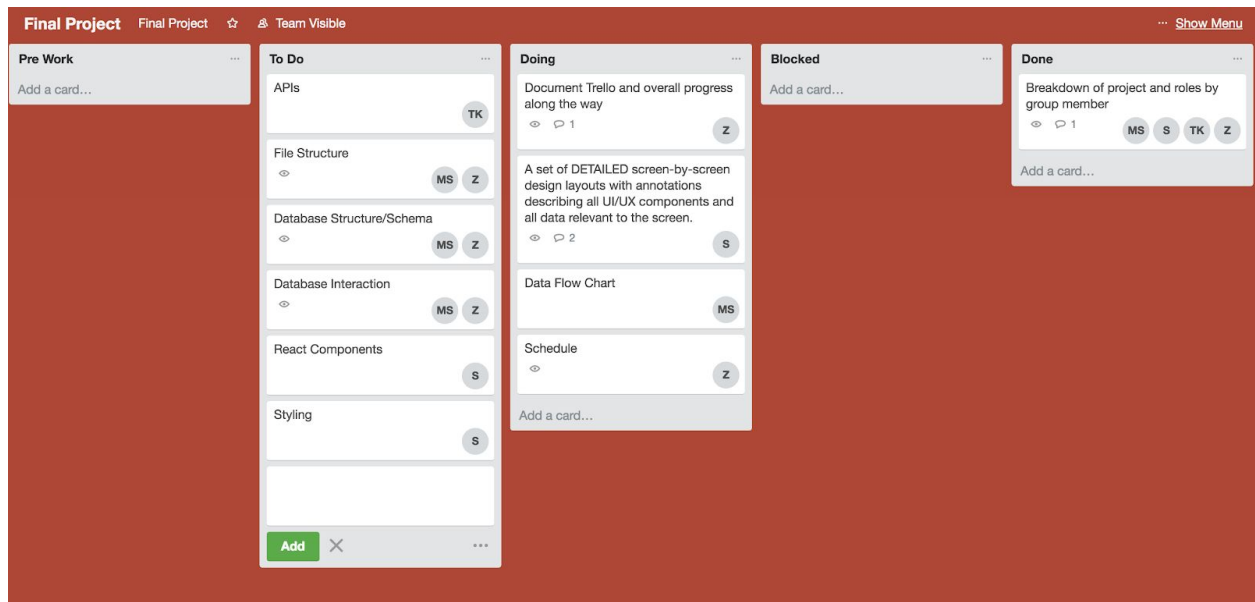 Final Project Final Project Team Visible ... Show Menu
Pre Work ...
Add a card...
To Do ...
APIs
TK
File Structure
MS Z
Database Structure/Schema
MS Z
Database Interaction
MS Z
React Components
S
Styling
S
Add ...
Doing ...
Document Trello and overall progress
along the way
1 Z
A set of DETAILED screen-by-screen
design layouts with annotations
describing all UI/UX components and
all data relevant to the screen.
2 S
Data Flow Chart
MS
Schedule
Z
Add a card...
Blocked ...
Add a card...
Done ...
Breakdown of project and roles by
group member
1 MS S TK Z
Add a card...